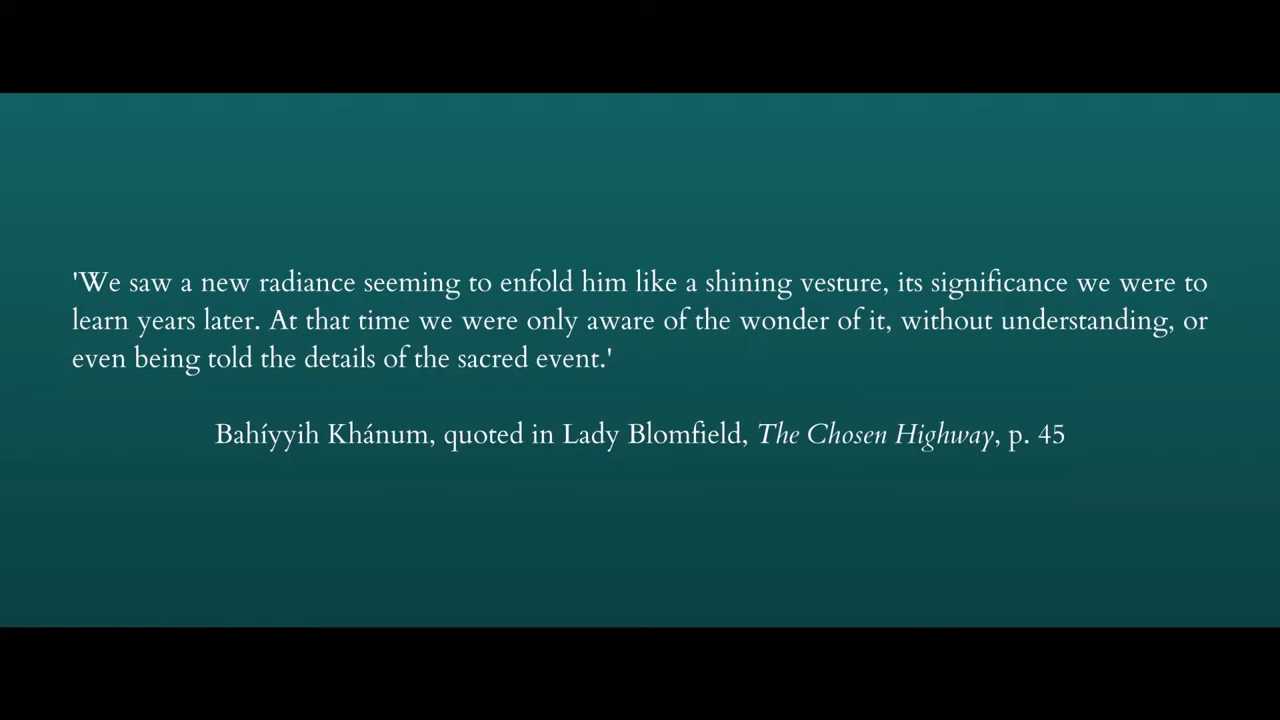 'We saw a new radiance seeming to enfold him like a shining vesture, its significance we were to
learn years later. At that time we were only aware of the wonder of it, without understanding, or
even being told the details of the sacred event.'
Bahíyyih Khánum, quoted in Lady Blomfield, The Chosen Highway, p. 45